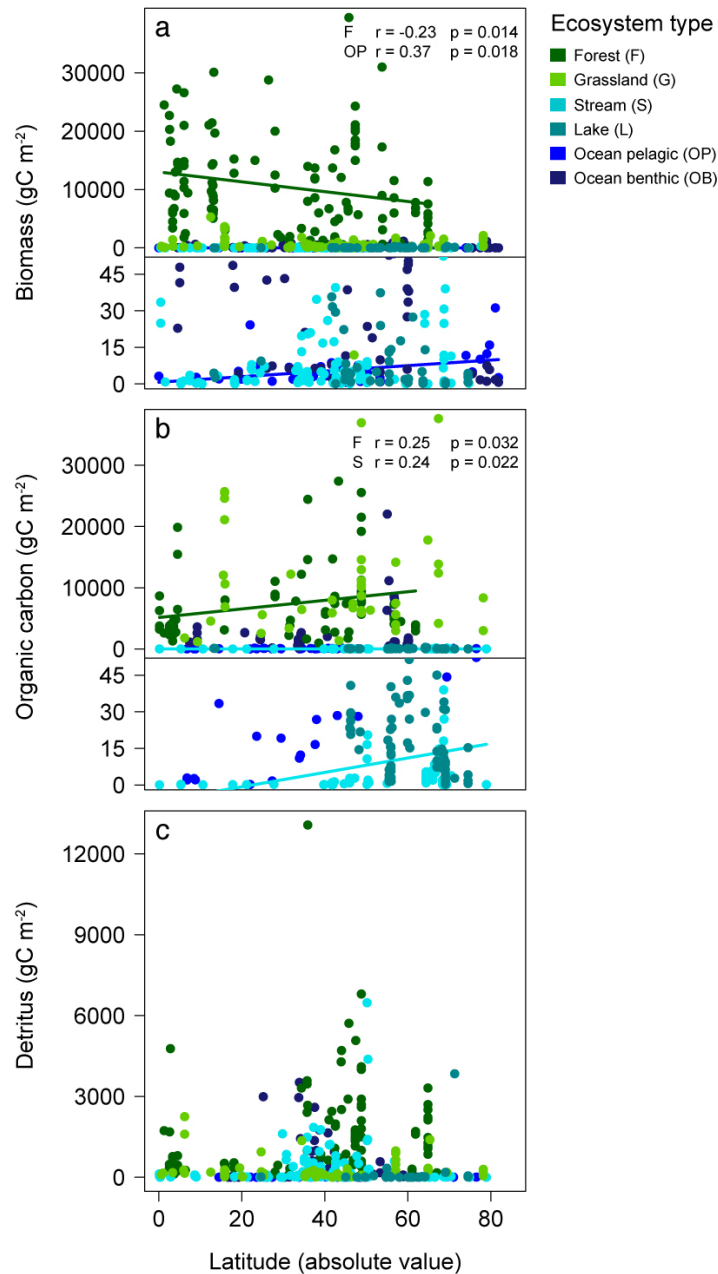 a
F r = -0.23 p = 0.014
OP r = 0.37 p = 0.018
Ecosystem type
Forest (F)
Grassland (G)
Stream (S)
Lake (L)
Ocean pelagic (OP)
Ocean benthic (OB)
Biomass (gC m⁻²)
30000
20000
10000
0
45
30
15
0
b
F r = 0.25 p = 0.032
S r = 0.24 p = 0.022
Organic carbon (gC m⁻²)
30000
20000
10000
0
45
30
15
0
c
Detritus (gC m⁻²)
12000
9000
6000
3000
0
0 20 40 60 80
Latitude (absolute value)